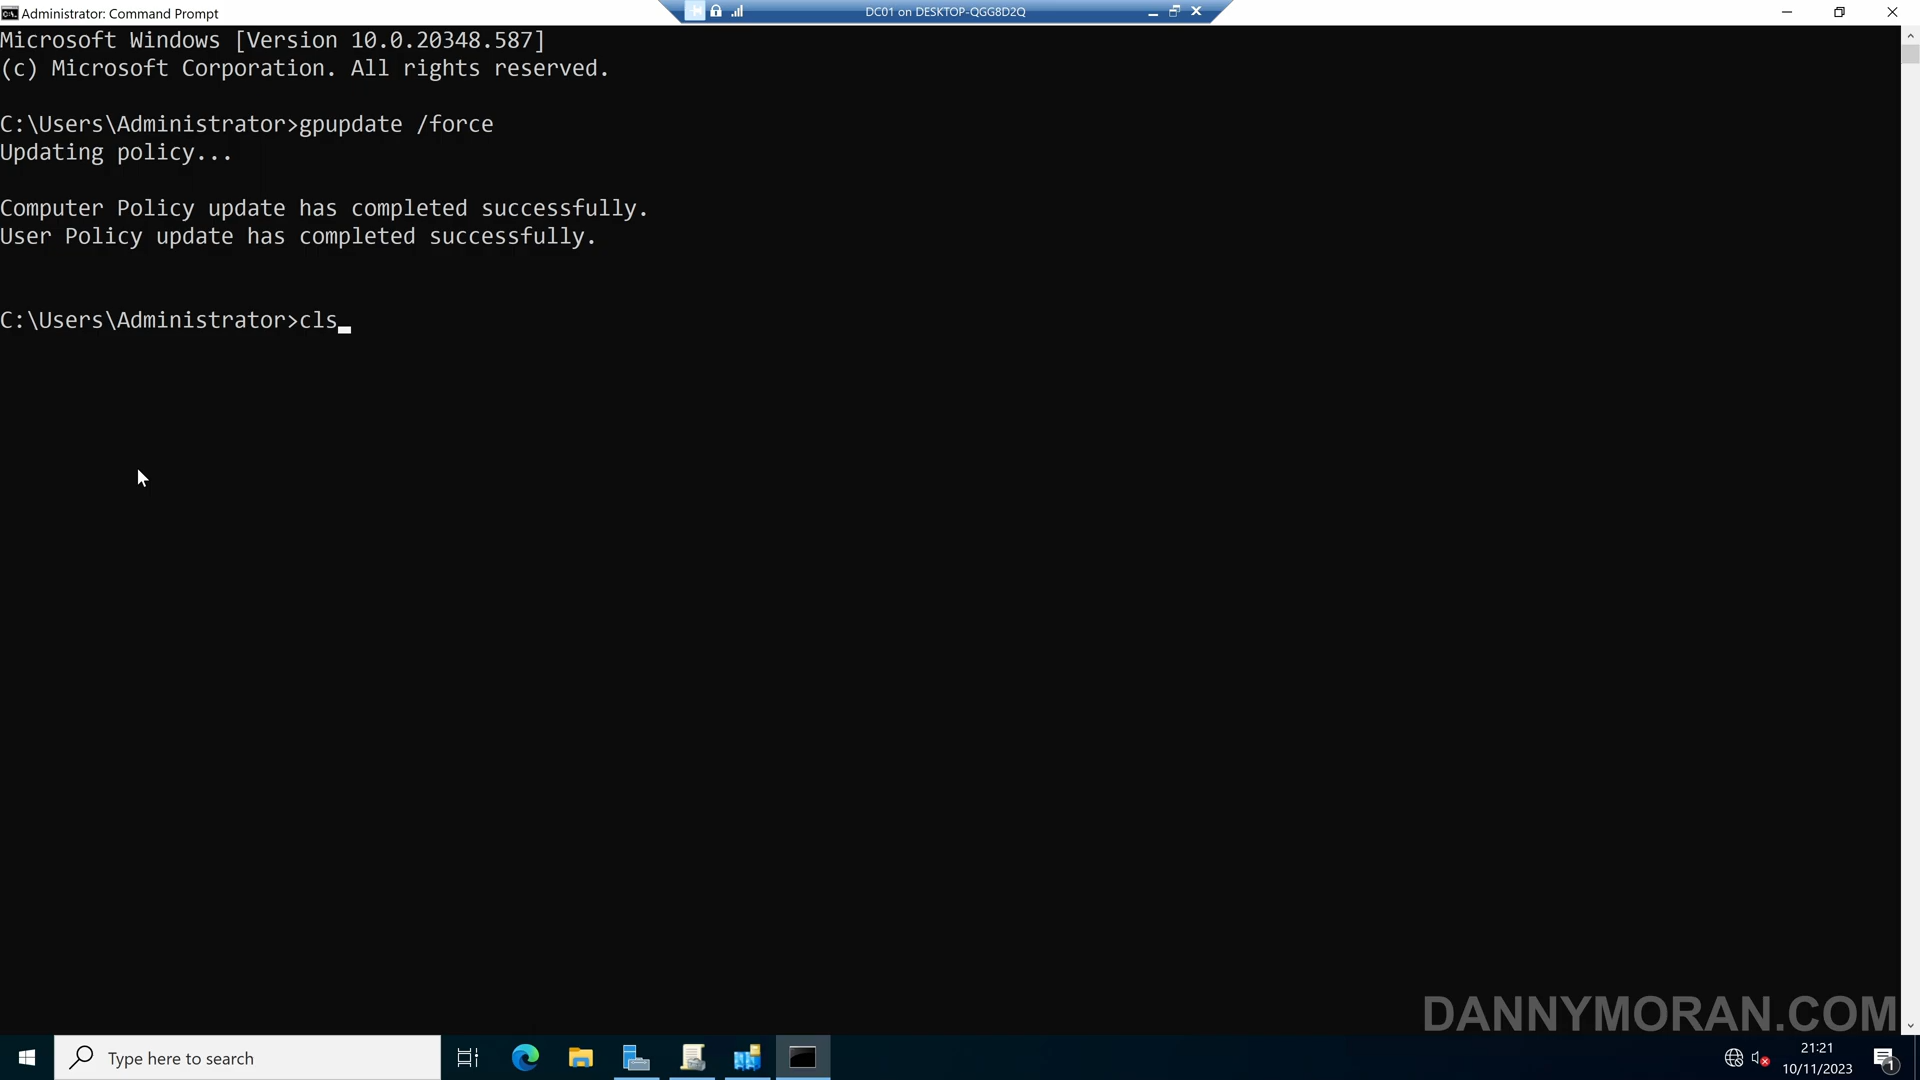 Administrator: Command Prompt
DC01 on DESKTOP-QGG8D2Q
Microsoft Windows [Version 10.0.20348.587]
(c) Microsoft Corporation. All rights reserved.
C:\Users\Administrator>gpupdate /force
Updating policy...
Computer Policy update has completed successfully.
User Policy update has completed successfully.
C:\Users\Administrator>cls
DANNYMORAN.COM
Type here to search
21:21
10/11/2023
1